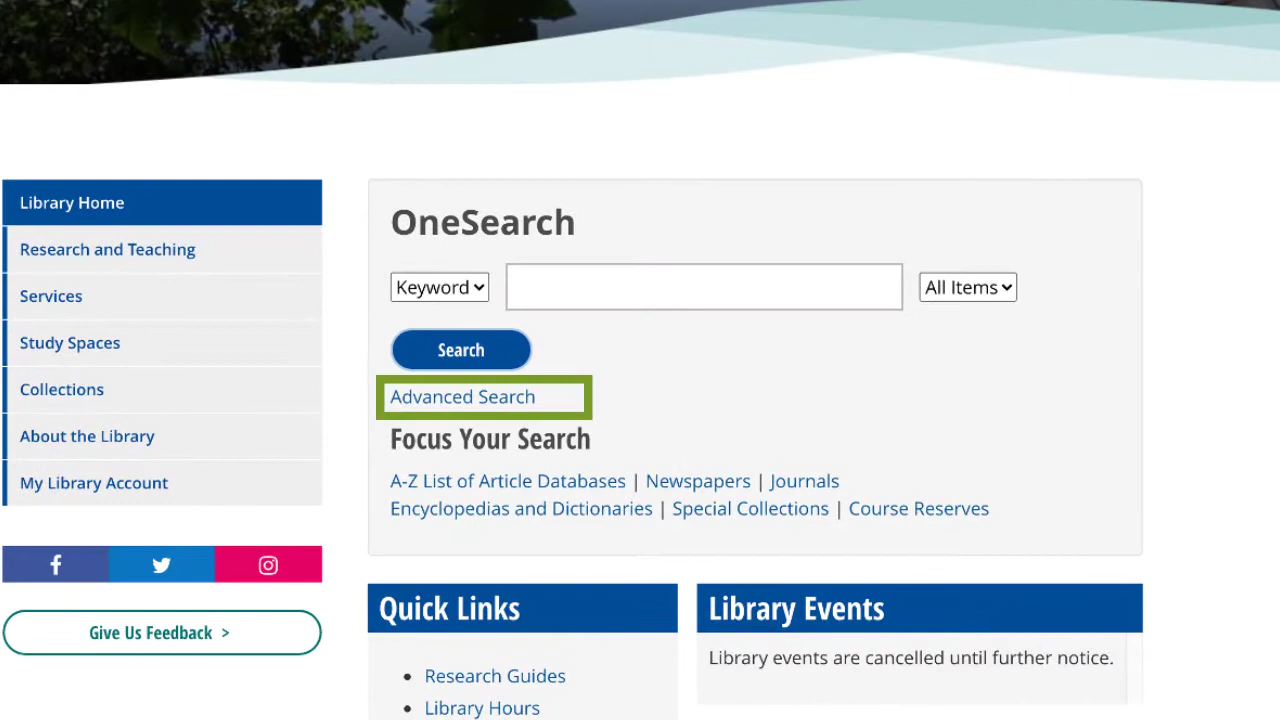 Library Home
Research and Teaching
Services
Study Spaces
Collections
About the Library
My Library Account
Give Us Feedback >
OneSearch
Keyword
All Items
Search
Advanced Search
Focus Your Search
A-Z List of Article Databases | Newspapers | Journals
Encyclopedias and Dictionaries | Special Collections | Course Reserves
Quick Links
Research Guides
Library Hours
Library Events
Library events are cancelled until further notice.